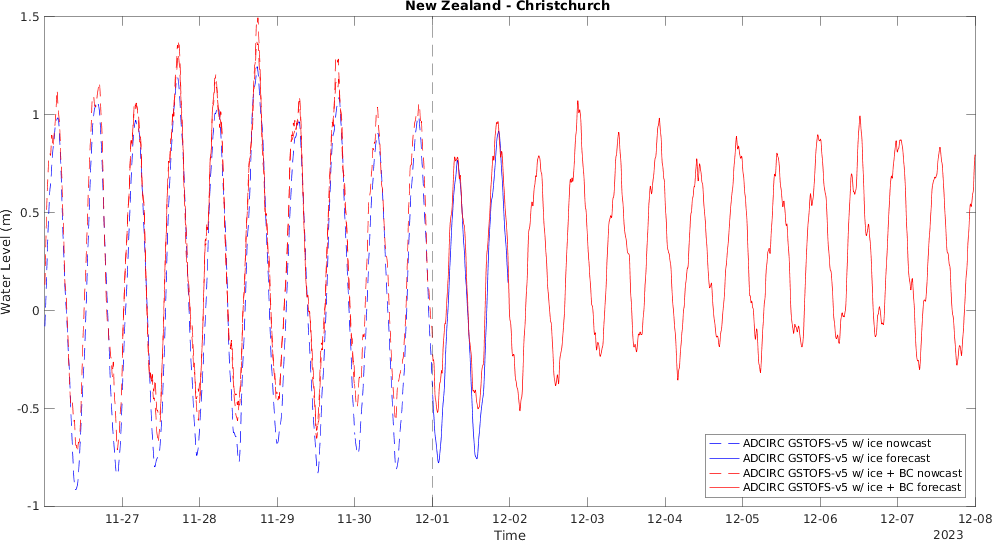 New Zealand - Christchurch
1.5
1
0.5
0
-0.5
-1
Water Level (m)
11-27 11-28 11-29 11-30 12-01 12-02 12-03 12-04 12-05 12-06 12-07 12-08
Time
2023
ADCIRC GSTOFS-v5 w/ ice nowcast
ADCIRC GSTOFS-v5 w/ ice forecast
ADCIRC GSTOFS-v5 w/ ice + BC nowcast
ADCIRC GSTOFS-v5 w/ ice + BC forecast